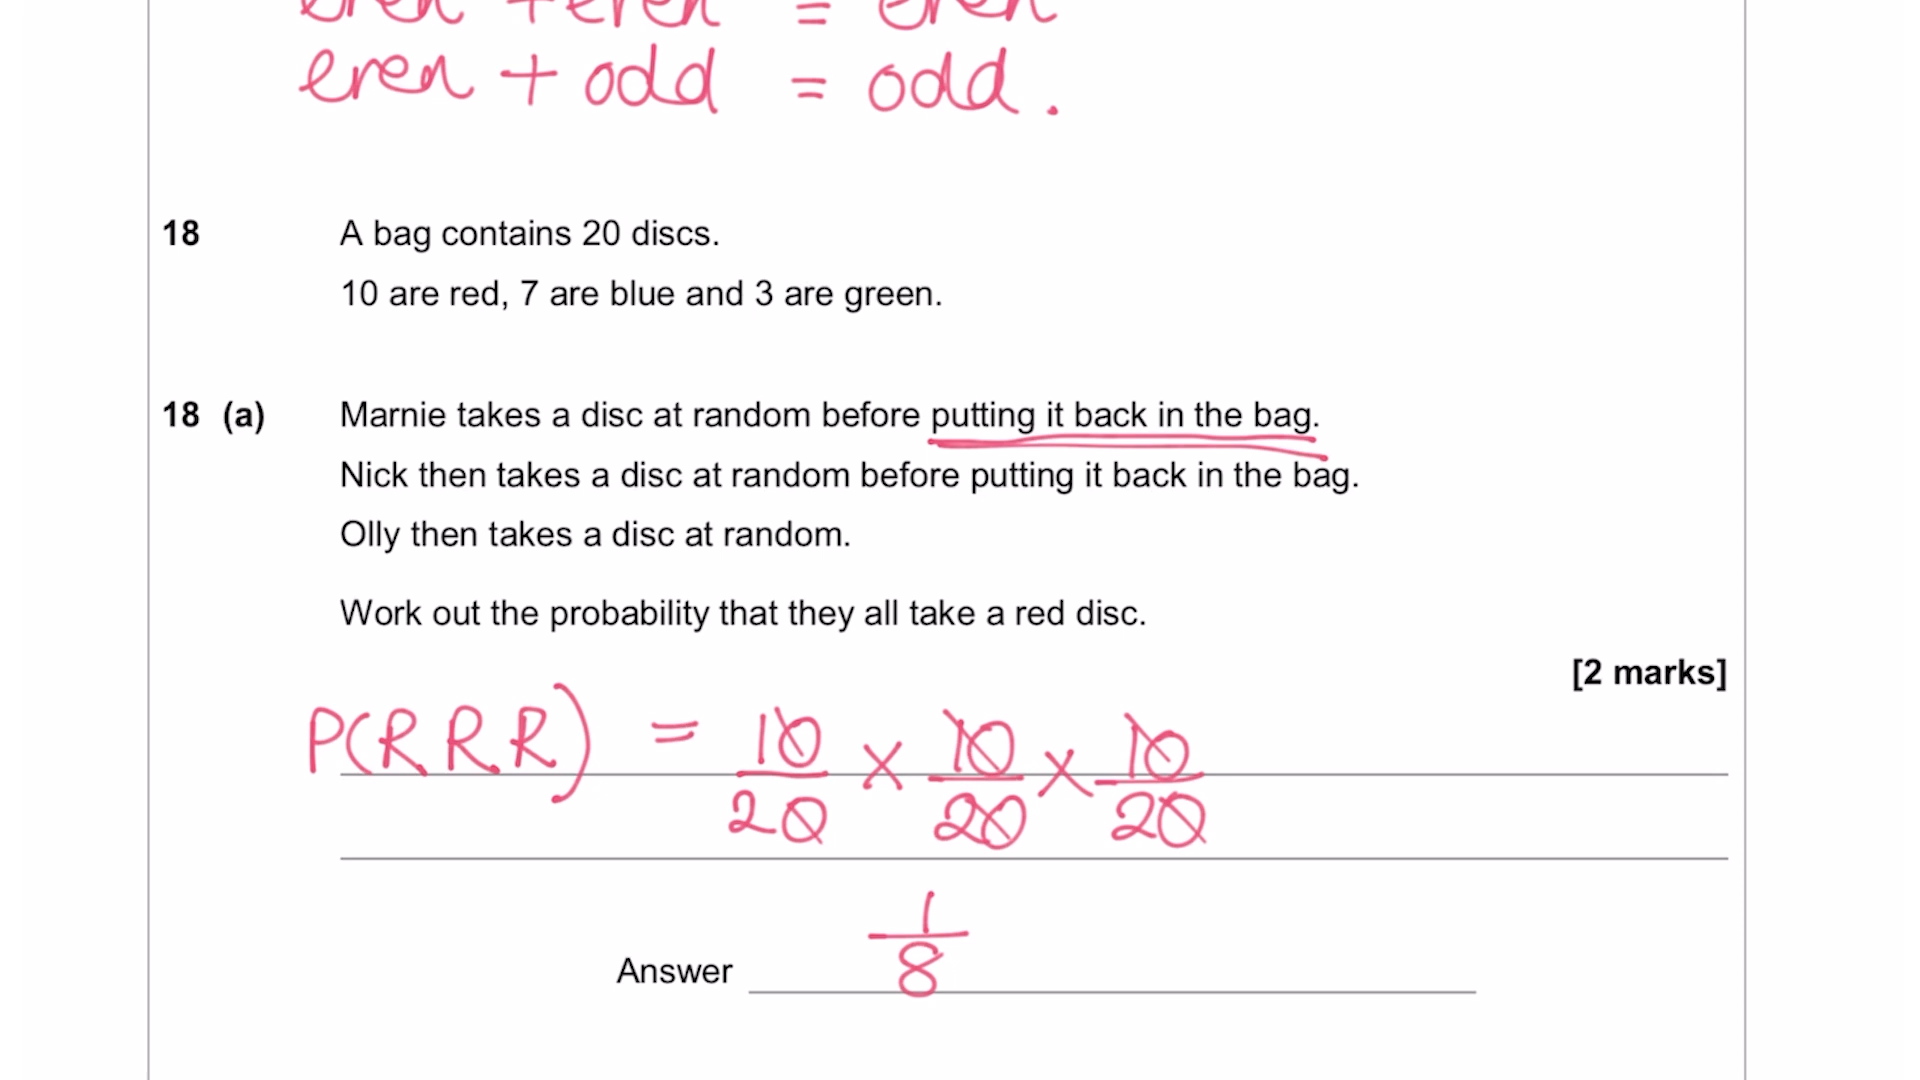 even + even = even
even + odd = odd.
18 A bag contains 20 discs.
10 are red, 7 are blue and 3 are green.
18 (a) Marnie takes a disc at random before putting it back in the bag.
Nick then takes a disc at random before putting it back in the bag.
Olly then takes a disc at random.
Work out the probability that they all take a red disc.
[2 marks]
P(R, R, R) = 10/20 × 10/20 × 10/20
1/8
Answer